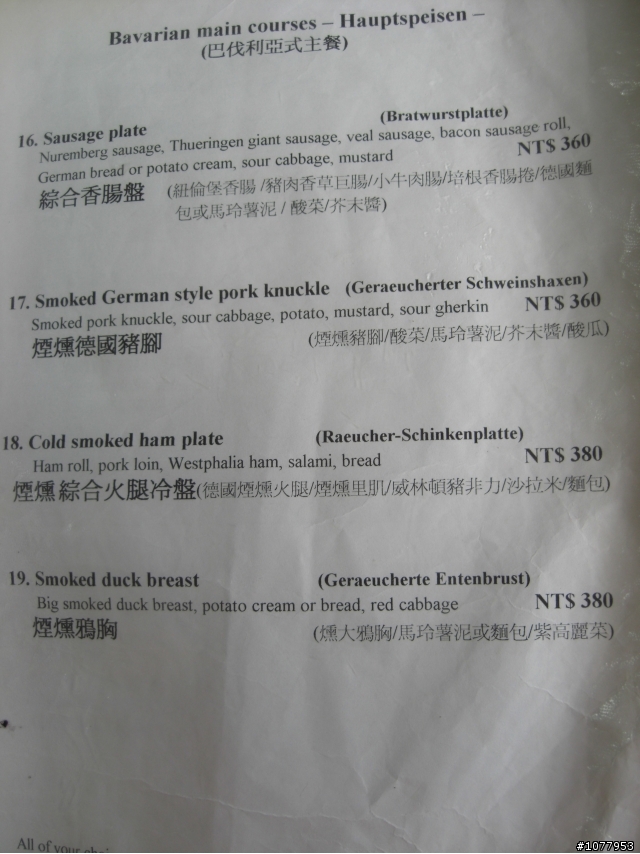 Bavarian main courses – Hauptspeisen –
(巴伐利亞式主餐)
16. Sausage plate (Bratwurstplatte)
Nuremberg sausage, Thueringen giant sausage, veal sausage, bacon sausage roll,
German bread or potato cream, sour cabbage, mustard NT$ 360
綜合香腸盤 (紐倫堡香腸/豬肉香草巨腸/小牛肉腸/培根香腸捲/德國麵
包或馬玲薯泥/酸菜/芥末醬)
17. Smoked German style pork knuckle (Geraeucherter Schweinshaxen)
Smoked pork knuckle, sour cabbage, potato, mustard, sour gherkin NT$ 360
煙燻德國豬腳 (煙燻豬腳/酸菜/馬玲薯泥/芥末醬/酸瓜)
18. Cold smoked ham plate (Raeucher-Schinkenplatte)
Ham roll, pork loin, Westphalia ham, salami, bread NT$ 380
煙燻綜合火腿冷盤(德國煙燻火腿/煙燻里肌/威林頓豬非力/沙拉米/麵包)
19. Smoked duck breast (Geraeucherte Entenbrust)
Big smoked duck breast, potato cream or bread, red cabbage NT$ 380
煙燻鴉胸 (燻大鴉胸/馬玲薯泥或麵包/紫高麗菜)
All of your
#1077953